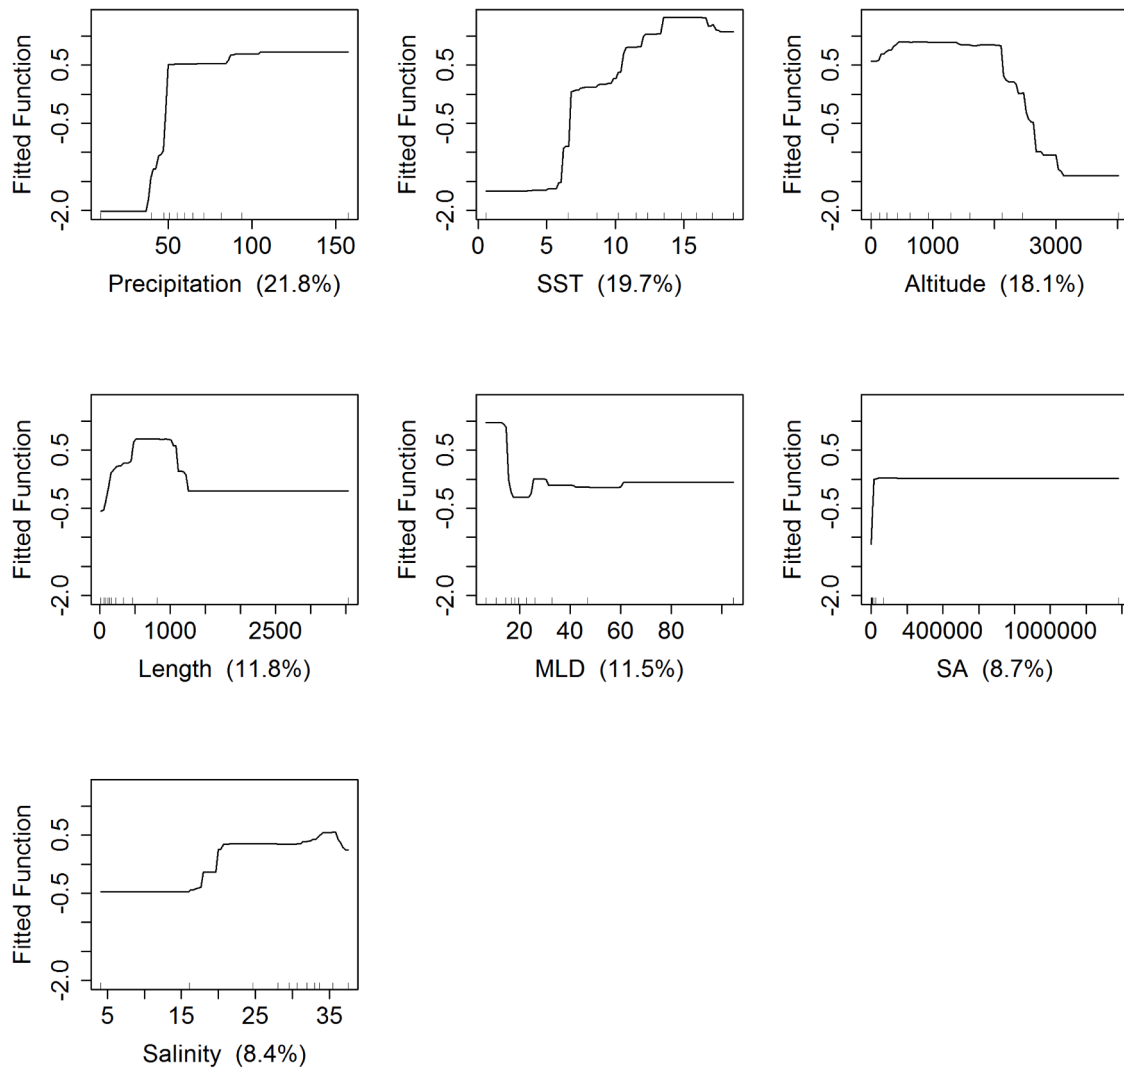 Fitted Function
-2.0 -0.5 0.5
50 100 150
Precipitation (21.8%)
Fitted Function
-2.0 -0.5 0.5
0 5 10 15
SST (19.7%)
Fitted Function
-2.0 -0.5 0.5
0 1000 3000
Altitude (18.1%)
Fitted Function
-2.0 -0.5 0.5
0 1000 2500
Length (11.8%)
Fitted Function
-2.0 -0.5 0.5
20 40 60 80
MLD (11.5%)
Fitted Function
-2.0 -0.5 0.5
0 400000 1000000
SA (8.7%)
Fitted Function
-2.0 -0.5 0.5
5 15 25 35
Salinity (8.4%)